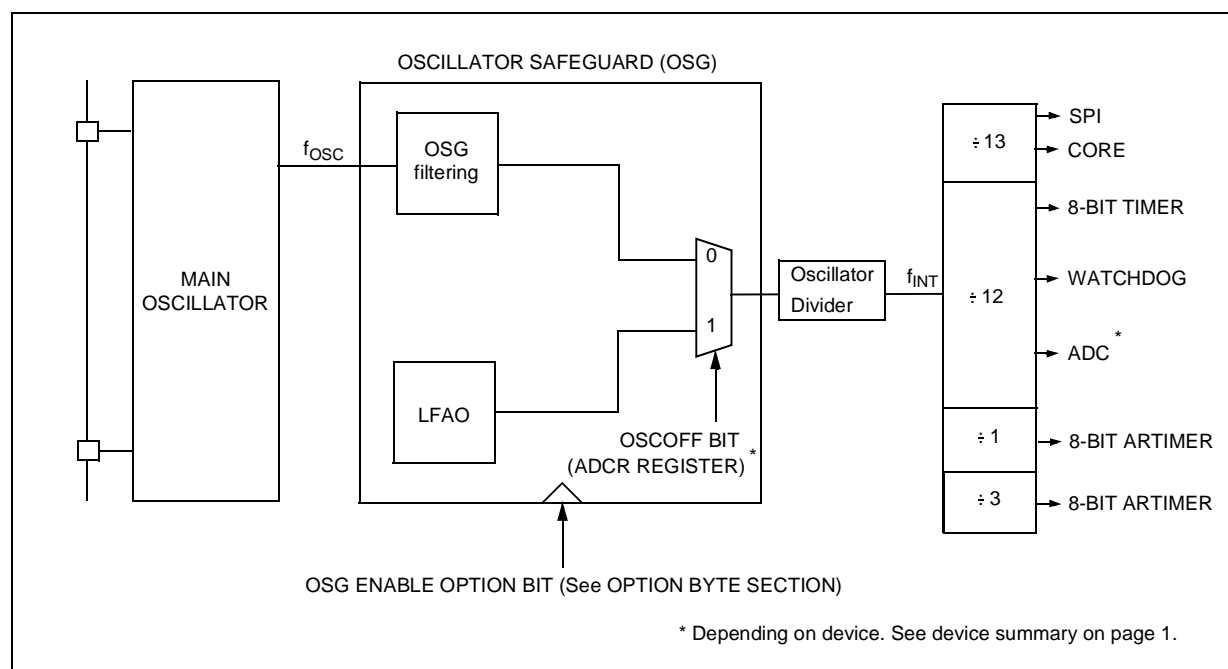 OSCILLATOR SAFEGUARD (OSG)
MAIN
OSCILLATOR
fOSC
OSG
filtering
LFAO
0
1
OSCOFF BIT
(ADCR REGISTER) *
Oscillator
Divider
fINT
÷13
÷12
÷1
÷3
SPI
CORE
8-BIT TIMER
WATCHDOG
ADC *
8-BIT ARTIMER
8-BIT ARTIMER
OSG ENABLE OPTION BIT (See OPTION BYTE SECTION)
* Depending on device. See device summary on page 1.